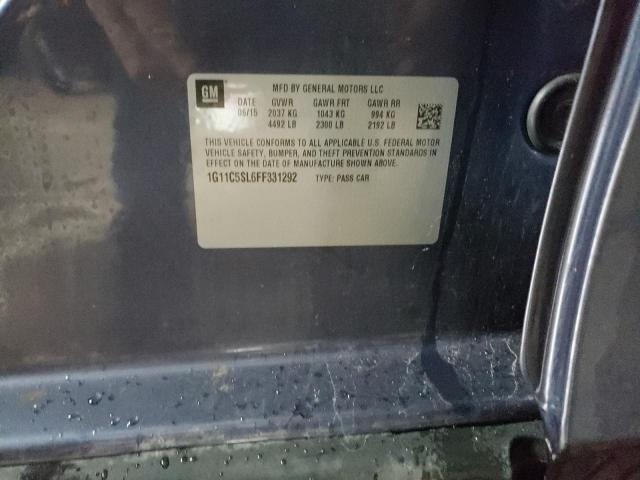 GM
MFD BY GENERAL MOTORS LLC
DATE GVWR GAWR FRT GAWR RR
06/15 2037 KG 1043 KG 994 KG
4492 LB 2300 LB 2192 LB
THIS VEHICLE CONFORMS TO ALL APPLICABLE U.S. FEDERAL MOTOR
VEHICLE SAFETY, BUMPER, AND THEFT PREVENTION STANDARDS IN
EFFECT ON THE DATE OF MANUFACTURE SHOWN ABOVE.
1G11C5SL6FF331292 TYPE: PASS CAR